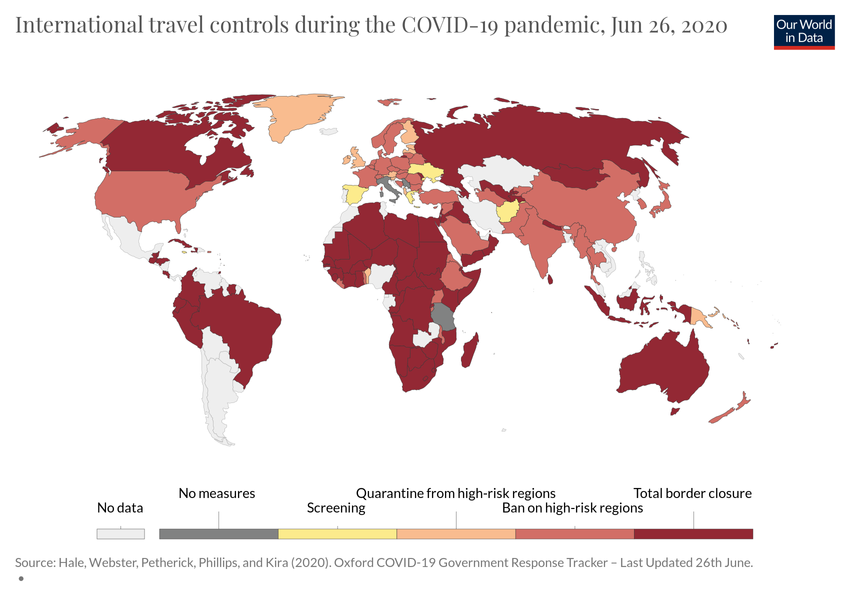 International travel controls during the COVID-19 pandemic, Jun 26, 2020
Our World
in Data
No data
No measures
Screening
Quarantine from high-risk regions
Ban on high-risk regions
Total border closure
Source: Hale, Webster, Petherick, Phillips, and Kira (2020). Oxford COVID-19 Government Response Tracker – Last Updated 26th June.